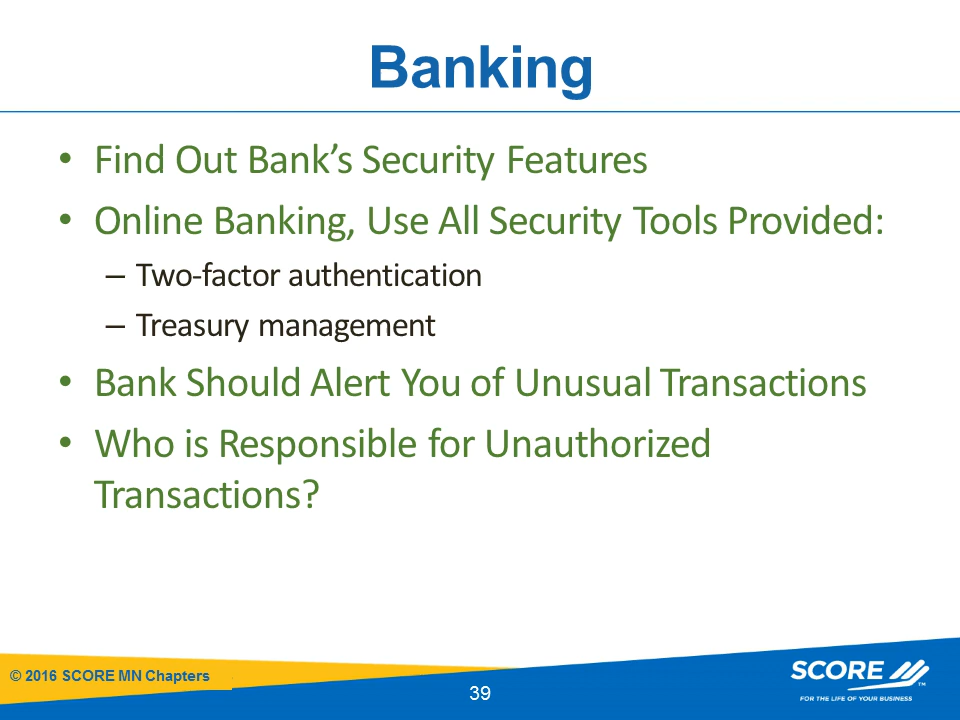 Banking
• Find Out Bank’s Security Features
• Online Banking, Use All Security Tools Provided:
– Two-factor authentication
– Treasury management
• Bank Should Alert You of Unusual Transactions
• Who is Responsible for Unauthorized
Transactions?
© 2016 SCORE MN Chapters
39
SCORE ™
FOR THE LIFE OF YOUR BUSINESS